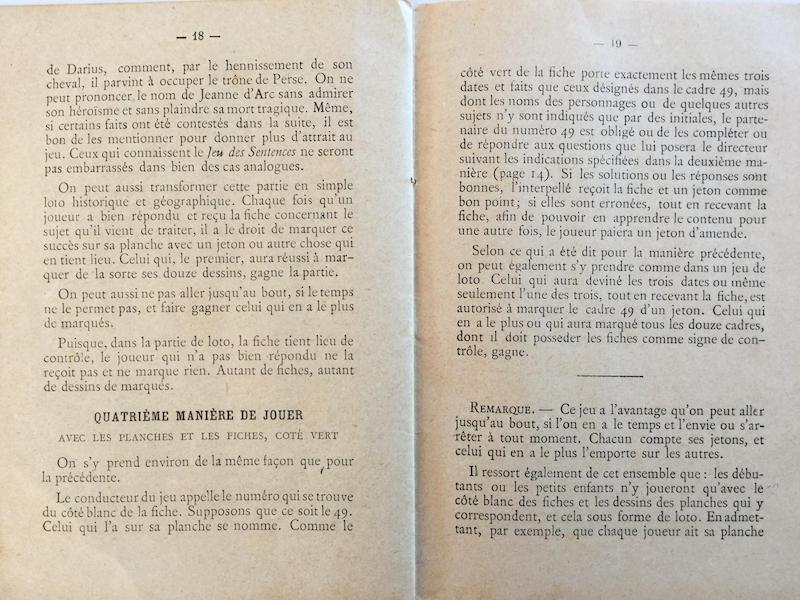 — 18 —
de Darius, comment, par le hennissement de son
cheval, il parvint à occuper le trône de Perse. On ne
peut prononcer le nom de Jeanne d'Arc sans admirer
son héroïsme et sans plaindre sa mort tragique. Même,
si certains faits ont été contestés dans la suite, il est
bon de les mentionner pour donner plus d'attrait au
jeu. Ceux qui connaissent le Jeu des Sentences ne seront
pas embarrassés dans bien des cas analogues.
On peut aussi transformer cette partie en simple
loto historique et géographique. Chaque fois qu'un
joueur a bien répondu et reçu la fiche concernant le
sujet qu'il vient de traiter, il a le droit de marquer ce
succès sur sa planche avec un jeton ou autre chose qui
en tient lieu. Celui qui, le premier, aura réussi à mar-
quer de la sorte ses douze dessins, gagne la partie.
On peut aussi ne pas aller jusqu'au bout, si le temps
ne le permet pas, et faire gagner celui qui en a le plus
de marqués.
Puisque, dans la partie de loto, la fiche tient lieu de
contrôle, le joueur qui n'a pas bien répondu ne la
reçoit pas et ne marque rien. Autant de fiches, autant
de dessins de marqués.
QUATRIÈME MANIÈRE DE JOUER
AVEC LES PLANCHES ET LES FICHES, COTÉ VERT
On s'y prend environ de la même façon que pour
la précédente.
Le conducteur du jeu appelle le numéro qui se trouve
du côté blanc de la fiche. Supposons que ce soit le 49.
Celui qui l'a sur sa planche se nomme. Comme le
— 19 —
côté vert de la fiche porte exactement les mêmes trois
dates et faits que ceux désignés dans le cadre 49, mais
dont les noms des personnages ou de quelques autres
sujets n'y sont indiqués que par des initiales, le parte-
naire du numéro 49 est obligé ou de les compléter ou
de répondre aux questions que lui posera le directeur
suivant les indications spécifiées dans la deuxième ma-
nière (page 14). Si les solutions ou les réponses sont
bonnes, l'interpellé reçoit la fiche et un jeton comme
bon point; si elles sont erronées, tout en recevant la
fiche, afin de pouvoir en apprendre le contenu pour
une autre fois, le joueur paiera un jeton d'amende.
Selon ce qui a été dit pour la manière précédente,
on peut également s'y prendre comme dans un jeu de
loto Celui qui aura deviné les trois dates ou même
seulement l'une des trois, tout en recevant la fiche, est
autorisé à marquer le cadre 49 d'un jeton. Celui qui
en a le plus ou qui aura marqué tous les douze cadres,
dont il doit posséder les fiches comme signe de con-
trôle, gagne.
REMARQUE. — Ce jeu a l'avantage qu'on peut aller
jusqu'au bout, si l'on en a le temps et l'envie ou s'ar-
rêter à tout moment. Chacun compte ses jetons, et
celui qui en a le plus l'emporte sur les autres.
Il ressort également de cet ensemble que : les débu-
tants ou les petits enfants n'y joueront qu'avec le
côté blanc des fiches et les dessins des planches qui y
correspondent, et cela sous forme de loto. En admet-
tant, par exemple, que chaque joueur ait sa planche